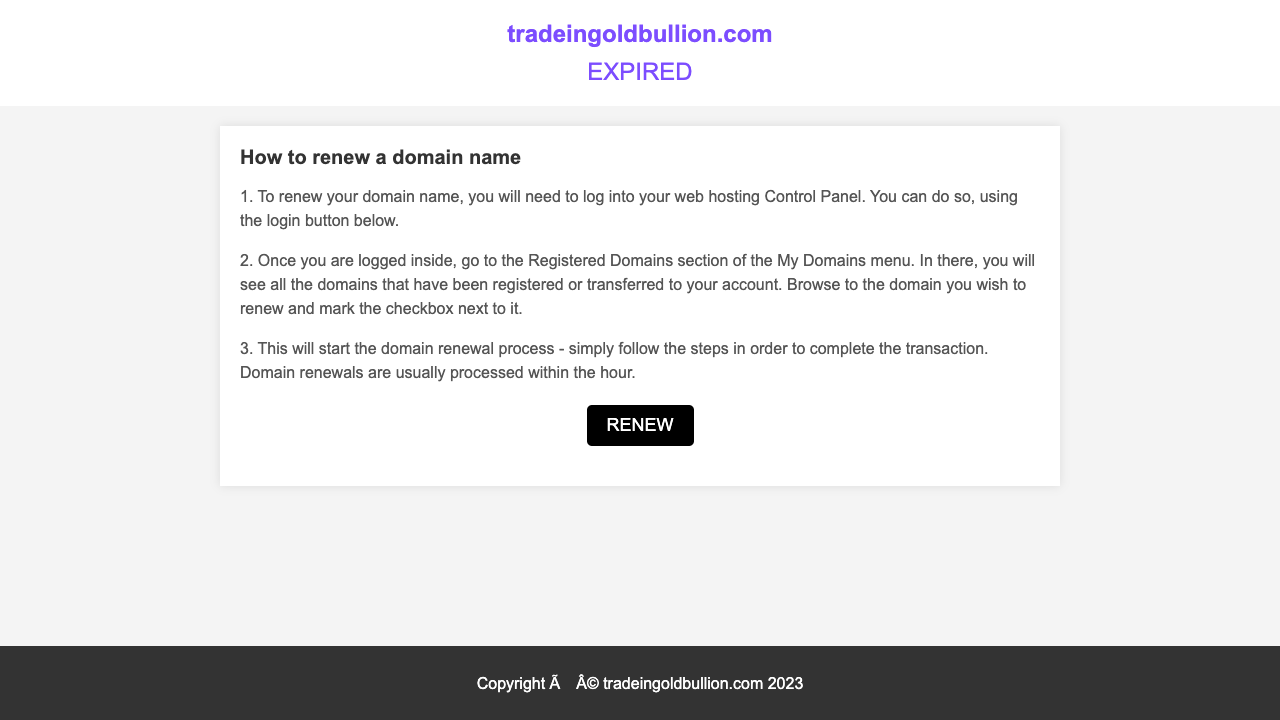 tradeingoldbullion.com
EXPIRED
How to renew a domain name
1. To renew your domain name, you will need to log into your web hosting Control Panel. You can do so, using
the login button below.
2. Once you are logged inside, go to the Registered Domains section of the My Domains menu. In there, you will
see all the domains that have been registered or transferred to your account. Browse to the domain you wish to
renew and mark the checkbox next to it.
3. This will start the domain renewal process - simply follow the steps in order to complete the transaction.
Domain renewals are usually processed within the hour.
RENEW
Copyright Ã Â© tradeingoldbullion.com 2023